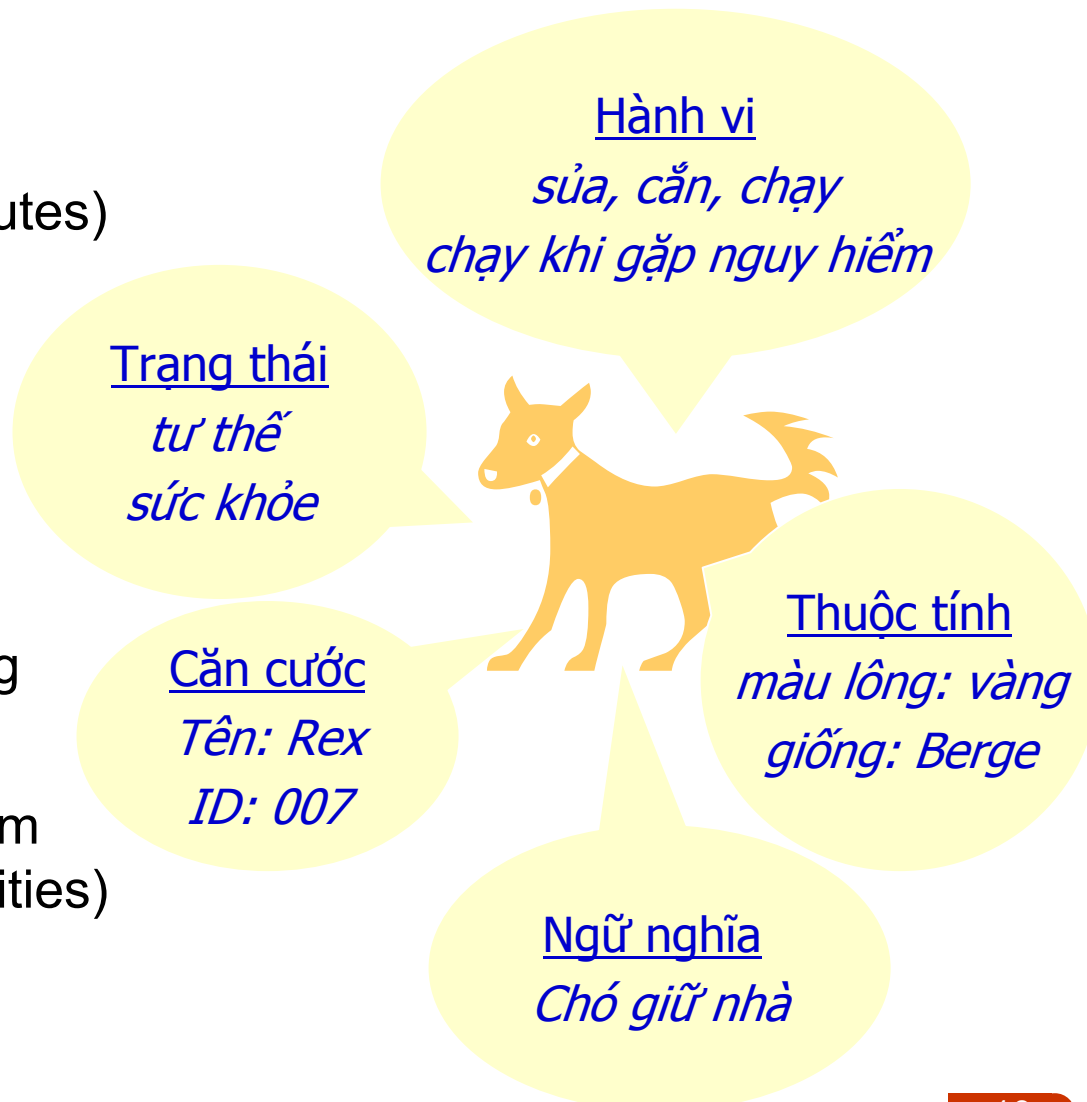 Hành vi
sủa, cắn, chạy
chạy khi gặp nguy hiểm
utes)
Trạng thái
tư thế
sức khỏe
Thuộc tính
màu lông: vàng
giống: Berge
g
Căn cước
Tên: Rex
ID: 007
m
ities)
Ngữ nghĩa
Chó giữ nhà